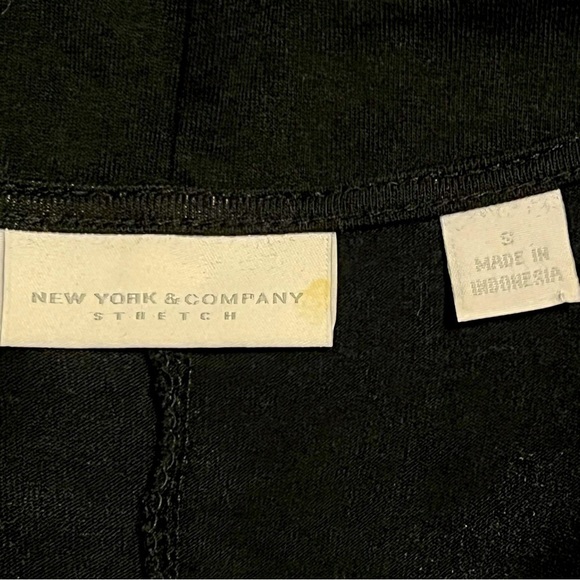 NEW YORK & COMPANY
STRETCH
S
MADE IN
INDONESIA